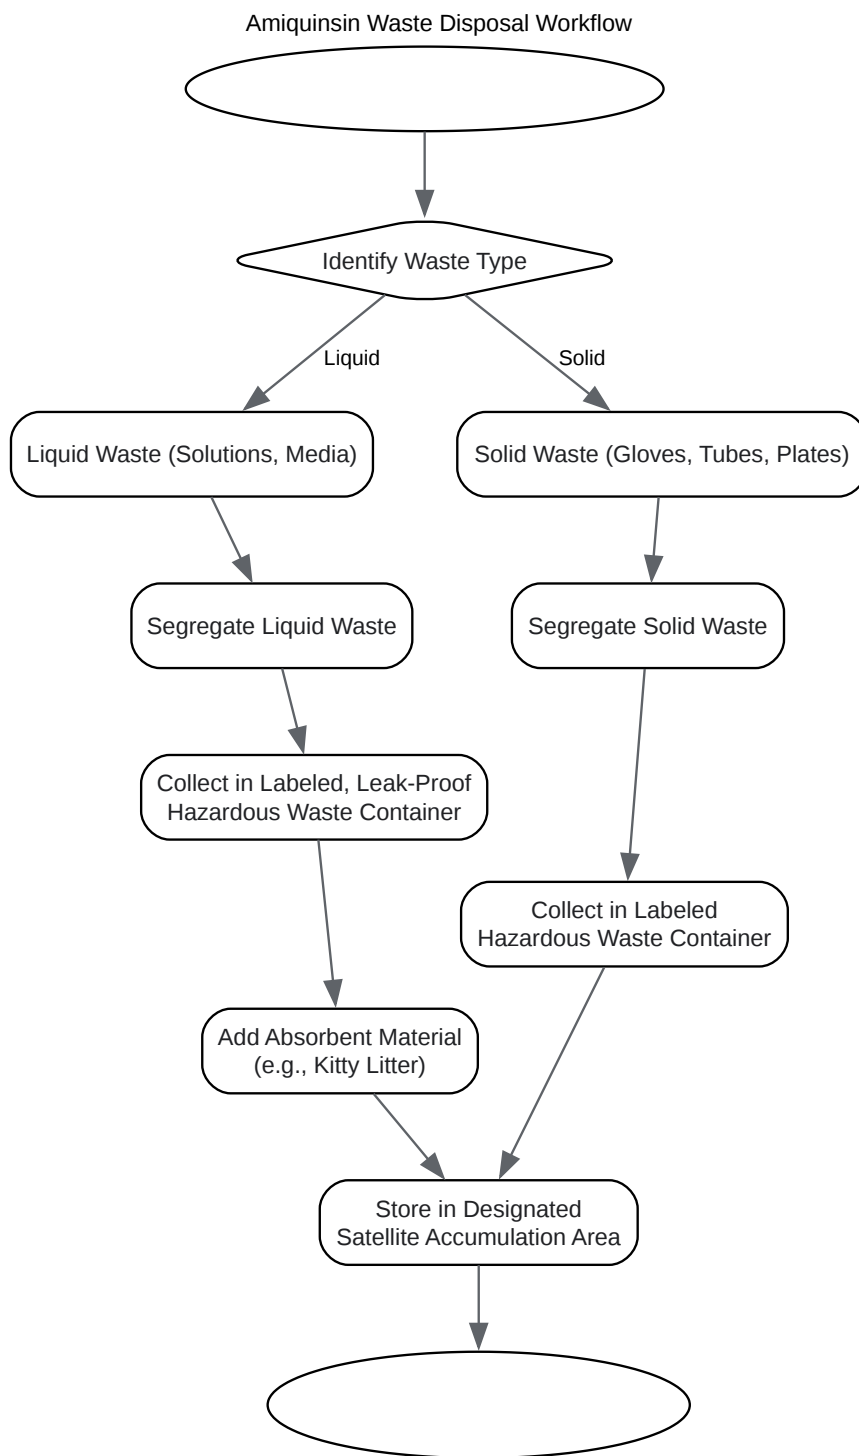 Amiquinsin Waste Disposal Workflow
Identify Waste Type
Liquid
Solid
Liquid Waste (Solutions, Media)
Solid Waste (Gloves, Tubes, Plates)
Segregate Liquid Waste
Segregate Solid Waste
Collect in Labeled, Leak-Proof
Hazardous Waste Container
Collect in Labeled
Hazardous Waste Container
Add Absorbent Material
(e.g., Kitty Litter)
Store in Designated
Satellite Accumulation Area